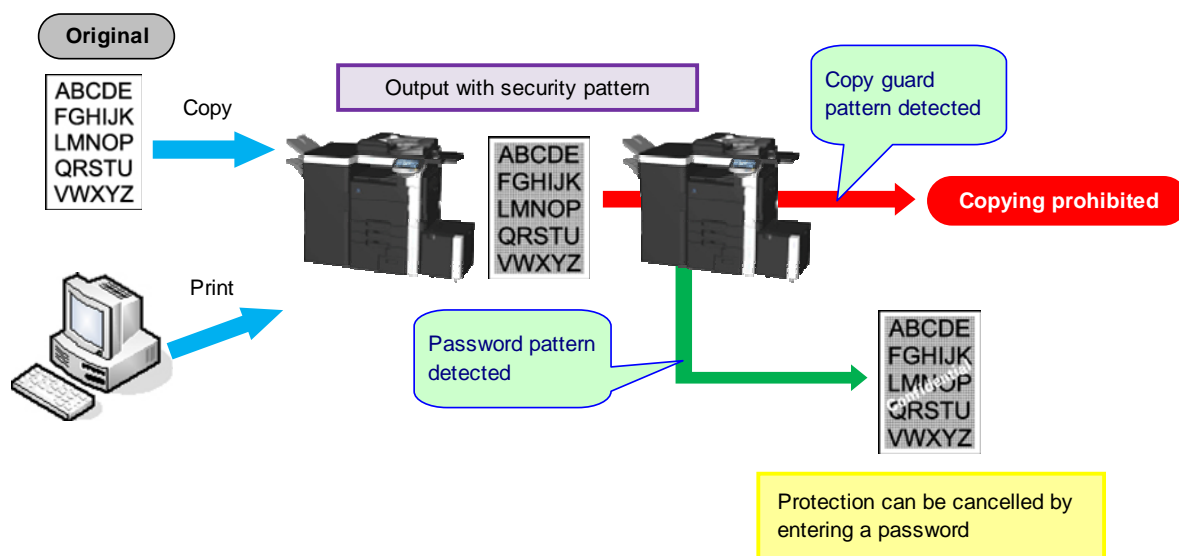 Original
ABCDE
FGHIJK
LMNOP
QRSTU
VWXYZ
Copy
Print
Output with security pattern
ABCDE
FGHIJK
LMNOP
QRSTU
VWXYZ
Copy guard
pattern detected
Copying prohibited
Password pattern
detected
ABCDE
FGHIJK
LMNOP
Confidential
QRSTU
VWXYZ
Protection can be cancelled by
entering a password